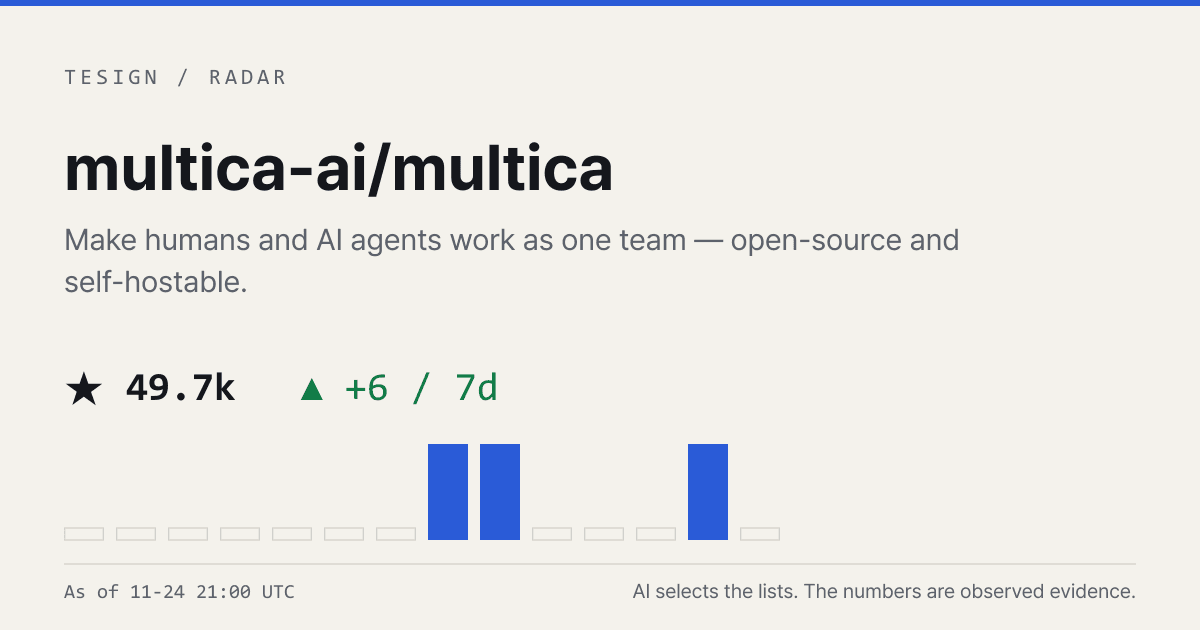 TESIGN / RADAR
multica-ai/multica
Make humans and AI agents work as one team — open-source and
self-hostable.
★ 49.7k ▲ +6 / 7d
As of 11-24 21:00 UTC
AI selects the lists. The numbers are observed evidence.